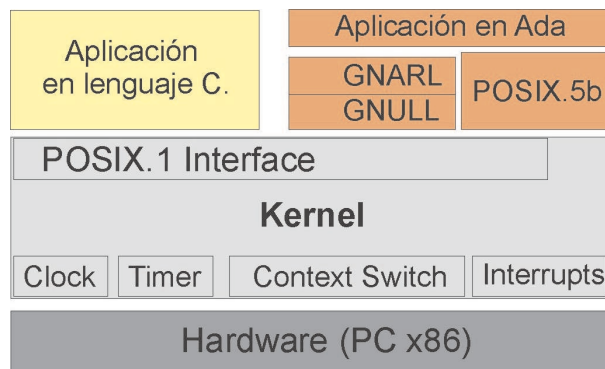 Aplicación
en lenguaje C.
Aplicación en Ada
GNARL
GNULL
POSIX.5b
POSIX.1 Interface
Kernel
Clock
Timer
Context Switch
Interrupts
Hardware (PC x86)